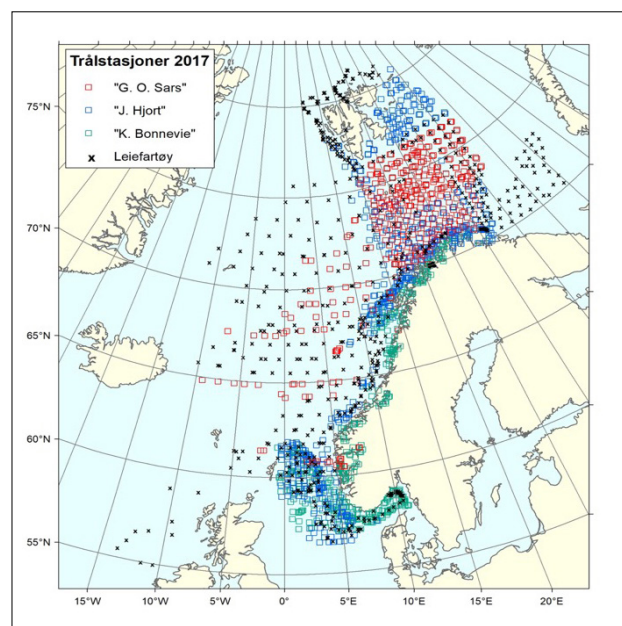 Trålstasjoner 2017
"G. O. Sars"
"J. Hjort"
"K. Bonnevie"
Leiefartøy
75°N
70°N
65°N
60°N
55°N
15°W
10°W
5°W
0°
5°E
10°E
15°E
20°E